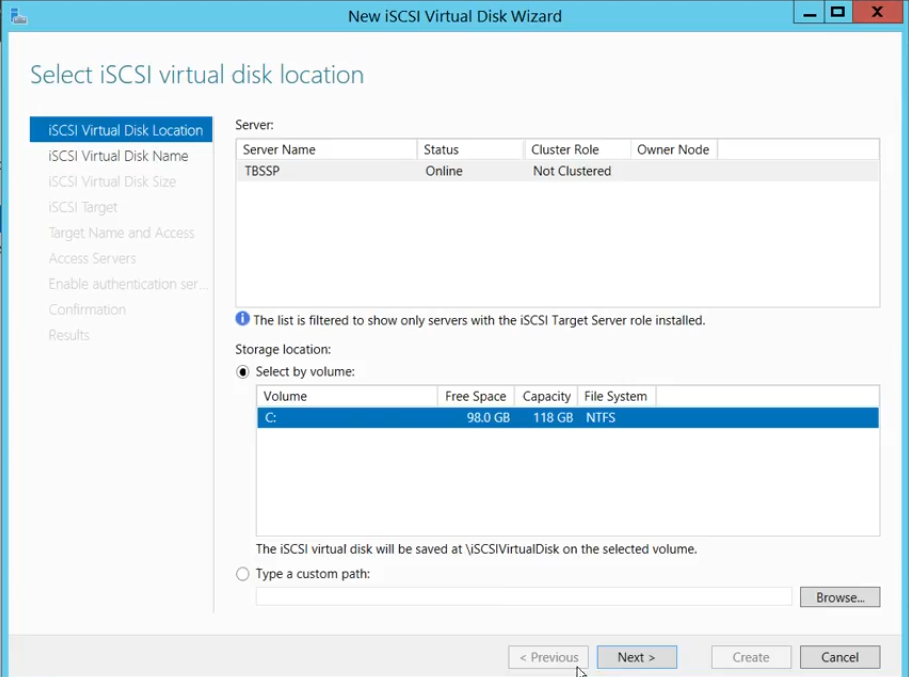 New iSCSI Virtual Disk Wizard
Select iSCSI virtual disk location
iSCSI Virtual Disk Location
iSCSI Virtual Disk Name
iSCSI Virtual Disk Size
iSCSI Target
Target Name and Access
Access Servers
Enable authentication ser...
Confirmation
Results
Server:
Server Name Status Cluster Role Owner Node
TBSSP Online Not Clustered
The list is filtered to show only servers with the iSCSI Target Server role installed.
Storage location:
Select by volume:
Volume Free Space Capacity File System
C: 98.0 GB 118 GB NTFS
The iSCSI virtual disk will be saved at \iSCSIVirtualDisk on the selected volume.
Type a custom path:
Browse...
< Previous Next > Create Cancel